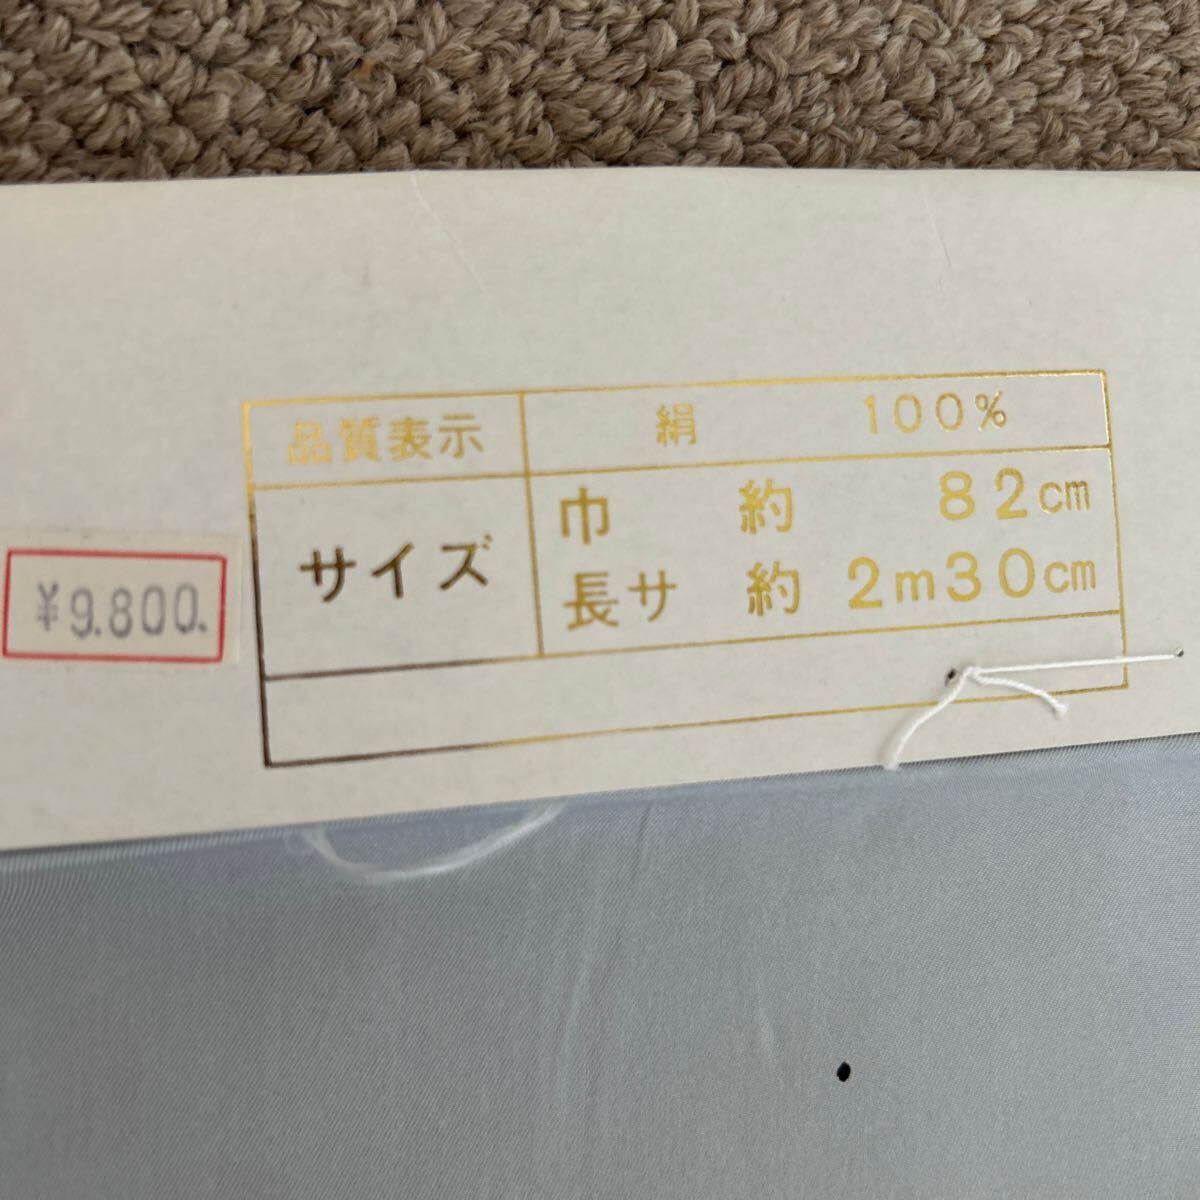 品質表示 絹 100%
サイズ 巾 約 82cm
長サ 約 2m30cm
¥9.800.